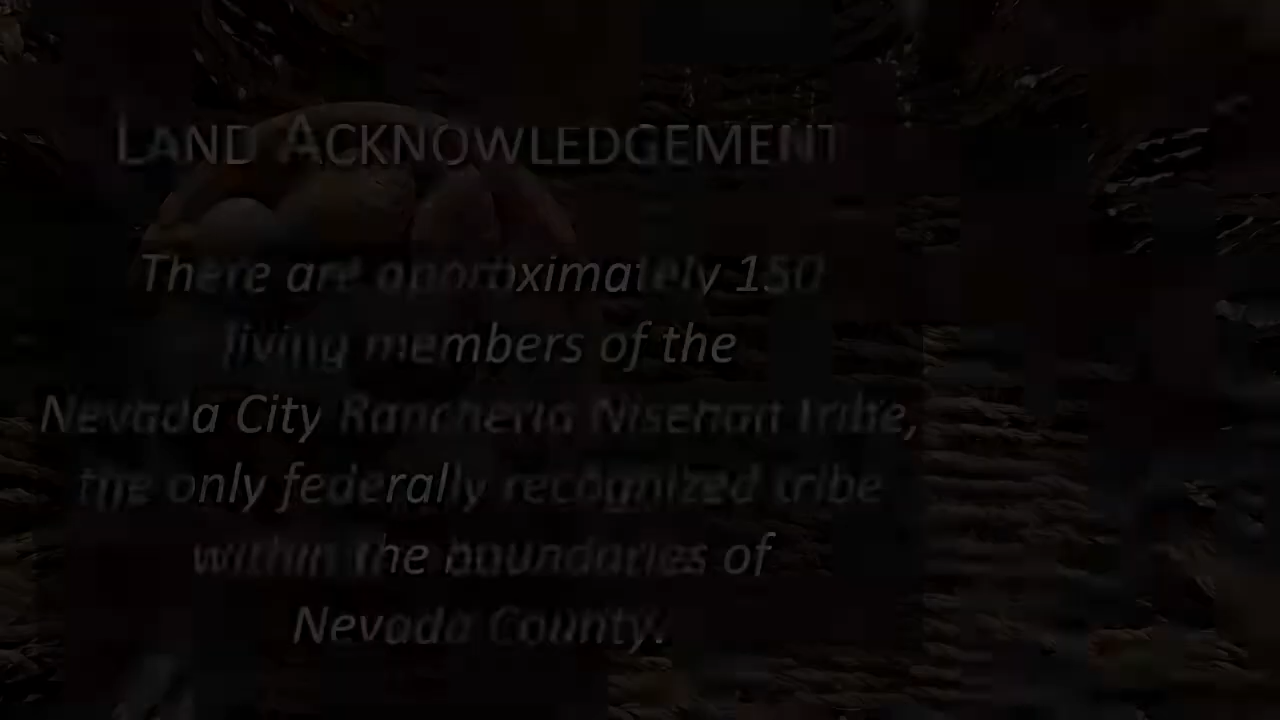 LAND ACKNOWLEDGEMENT
There are approximately 150
living members of the
Nevada City Rancheria Nisenan tribe,
the only federally recognized tribe
within the boundaries of
Nevada County.